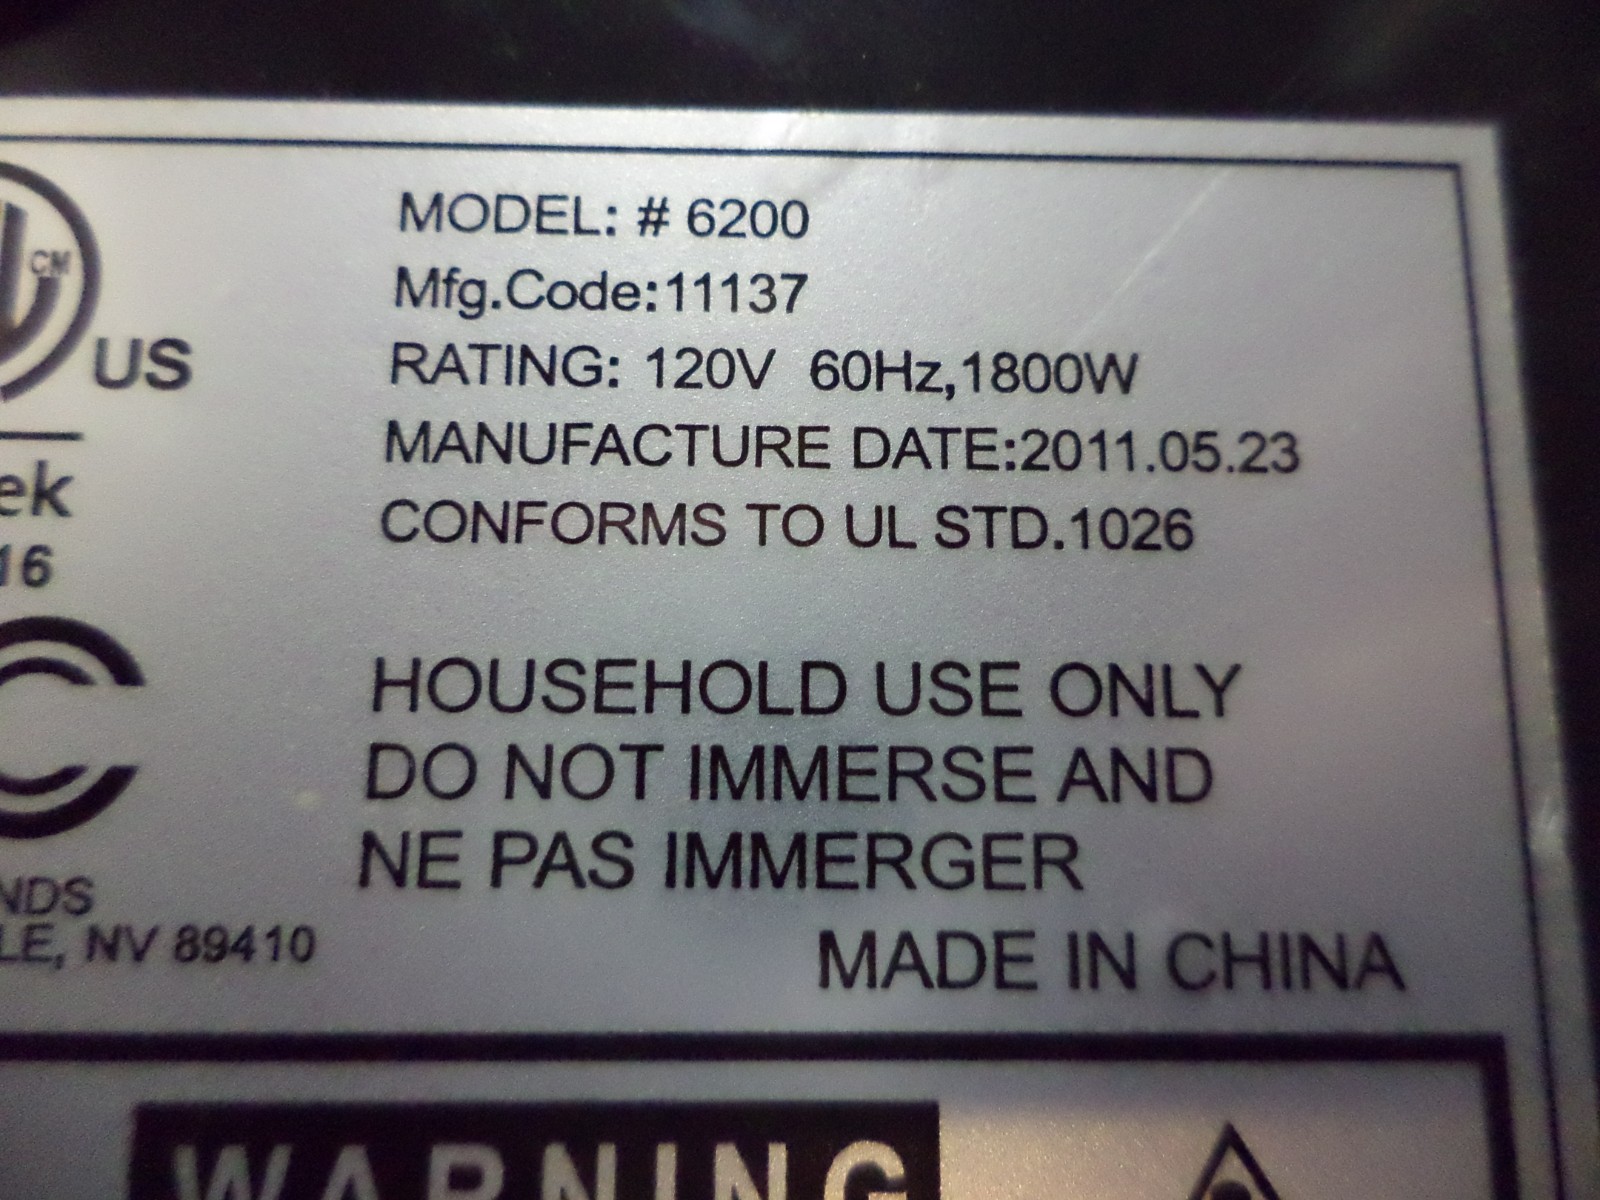 MODEL: # 6200
Mfg.Code:11137
RATING: 120V 60Hz,1800W
MANUFACTURE DATE:2011.05.23
CONFORMS TO UL STD.1026
HOUSEHOLD USE ONLY
DO NOT IMMERSE AND
NE PAS IMMERGER
MADE IN CHINA
CM
US
ek
16
NDS
LE, NV 89410
WARNING